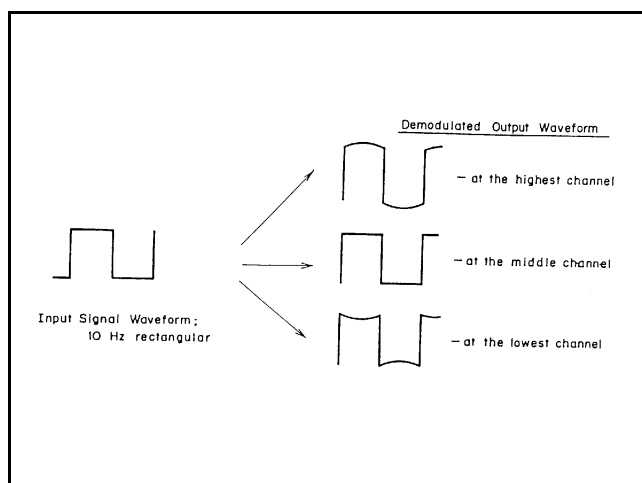 Demodulated Output Waveform
— at the highest channel
— at the middle channel
Input Signal Waveform;
10 Hz rectangular
— at the lowest channel